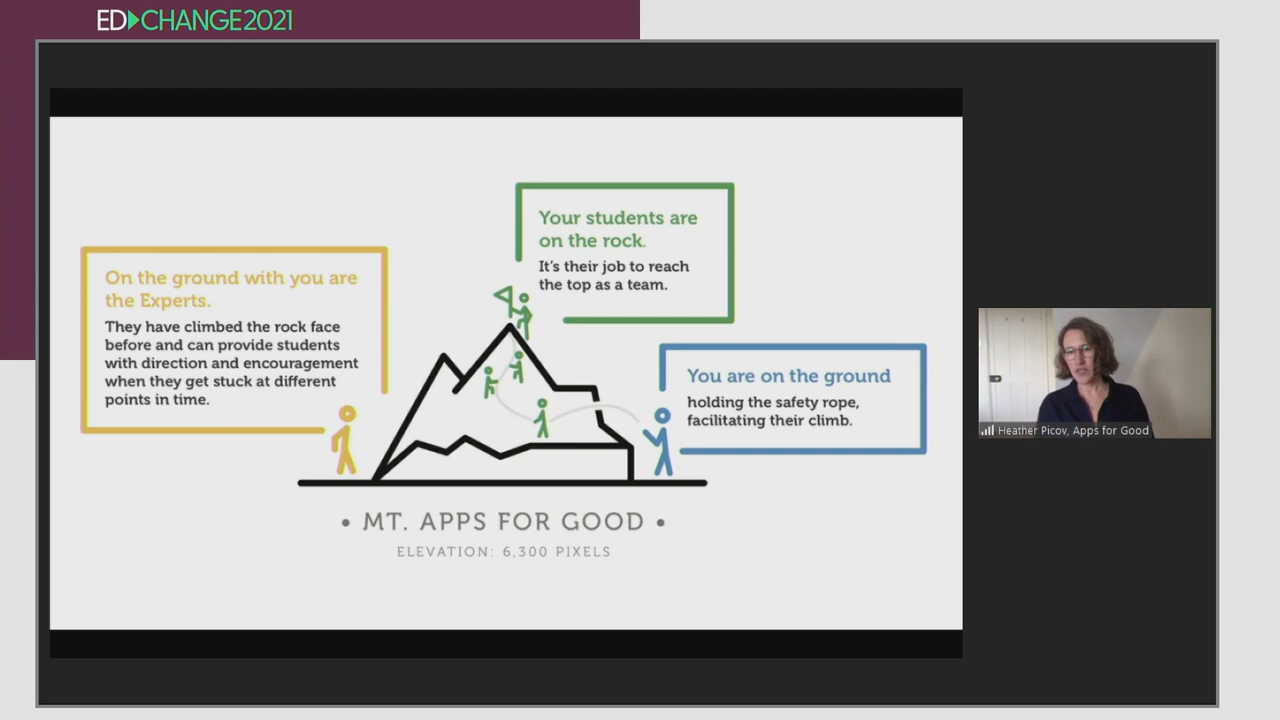 ED▶CHANGE2021
Your students are
on the rock.
It's their job to reach
the top as a team.
On the ground with you are
the Experts.
They have climbed the rock face
before and can provide students
with direction and encouragement
when they get stuck at different
points in time.
You are on the ground
holding the safety rope,
facilitating their climb.
• MT. APPS FOR GOOD •
ELEVATION: 6,300 PIXELS
Heather Picov, Apps for Good